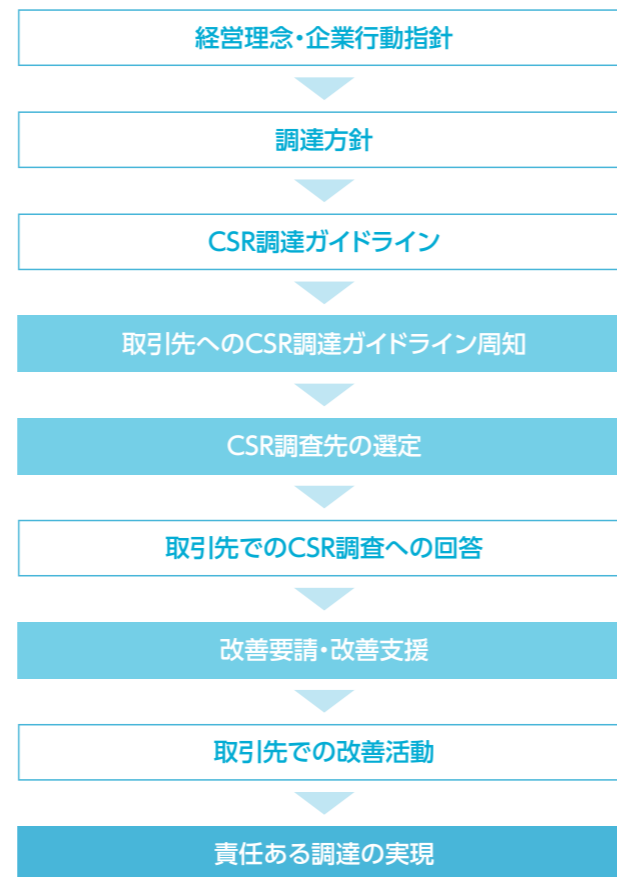 経営理念・企業行動指針
調達方針
CSR調達ガイドライン
取引先へのCSR調達ガイドライン周知
CSR調査先の選定
取引先でのCSR調査への回答
改善要請・改善支援
取引先での改善活動
責任ある調達の実現